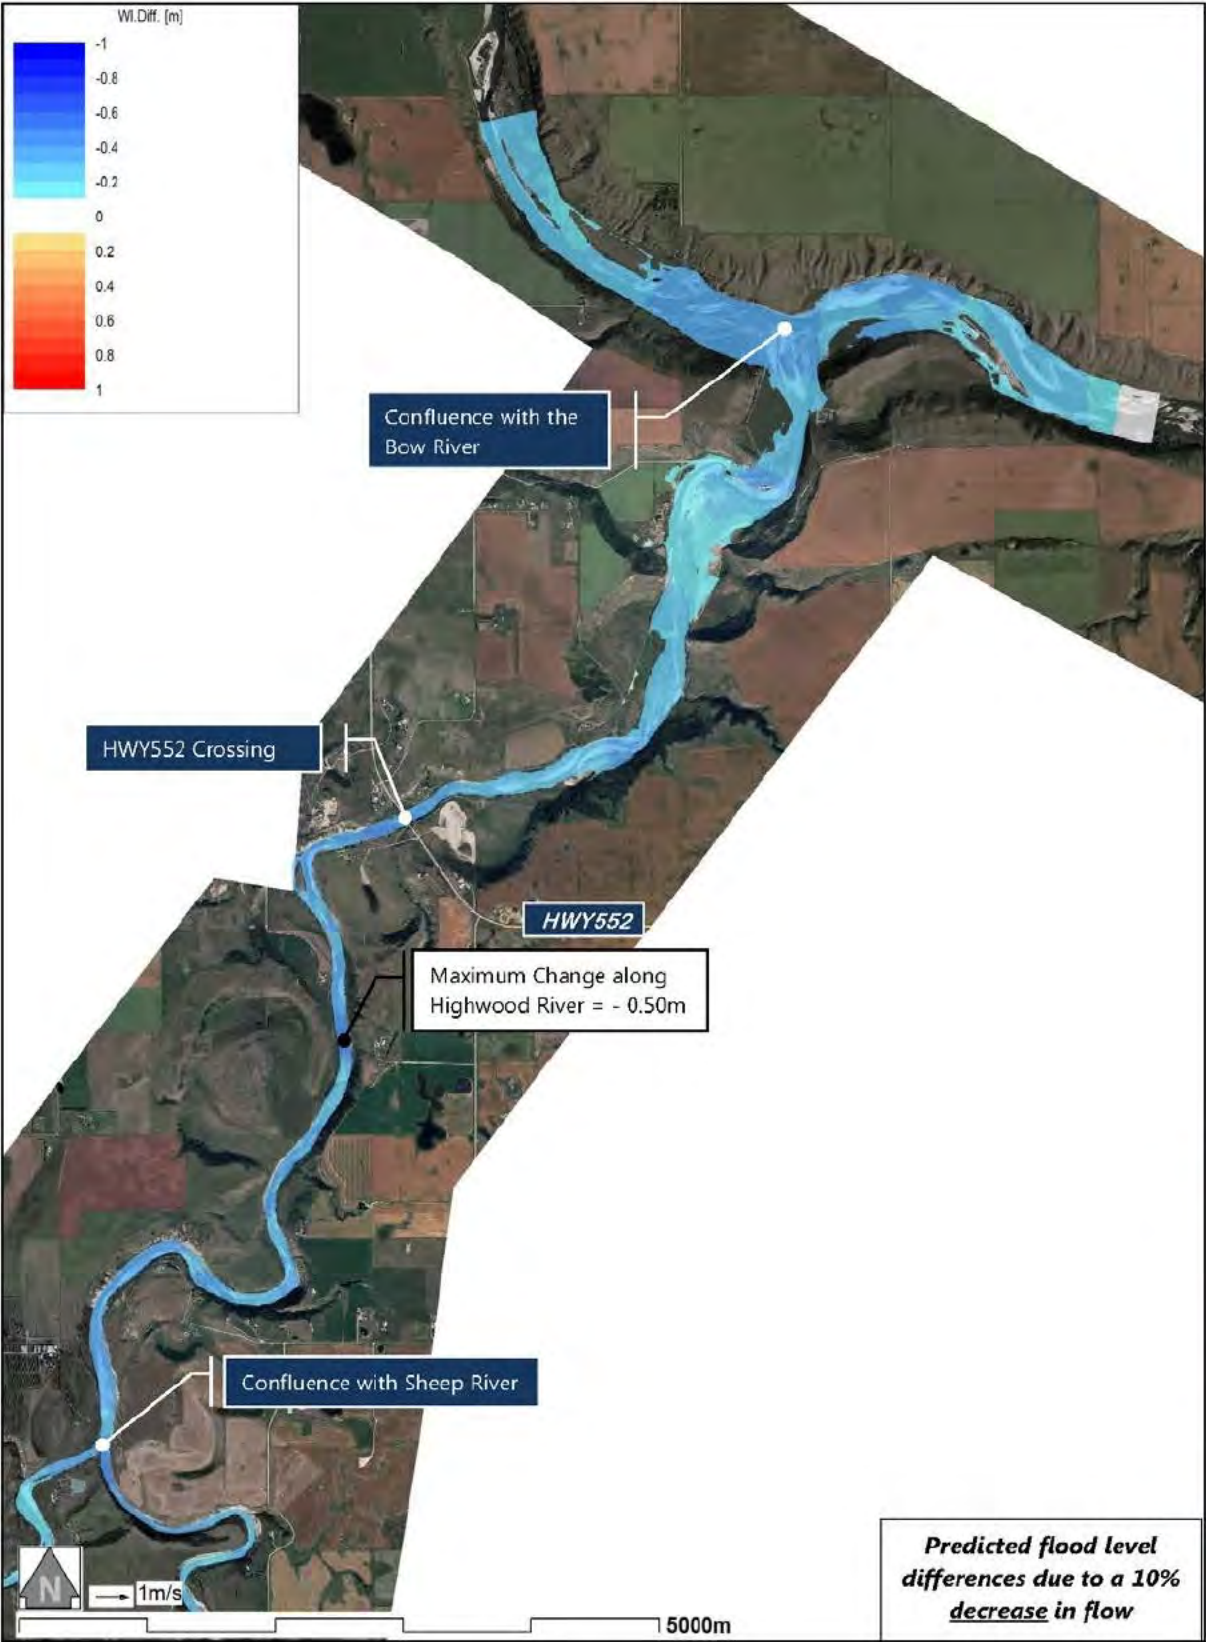 Wl.Diff. [m]
-1
-0.8
-0.6
-0.4
-0.2
0
0.2
0.4
0.6
0.8
1
Confluence with the
Bow River
HWY552 Crossing
HWY552
Maximum Change along
Highwood River = - 0.50m
Confluence with Sheep River
N
1m/s
5000m
Predicted flood level
differences due to a 10%
decrease in flow